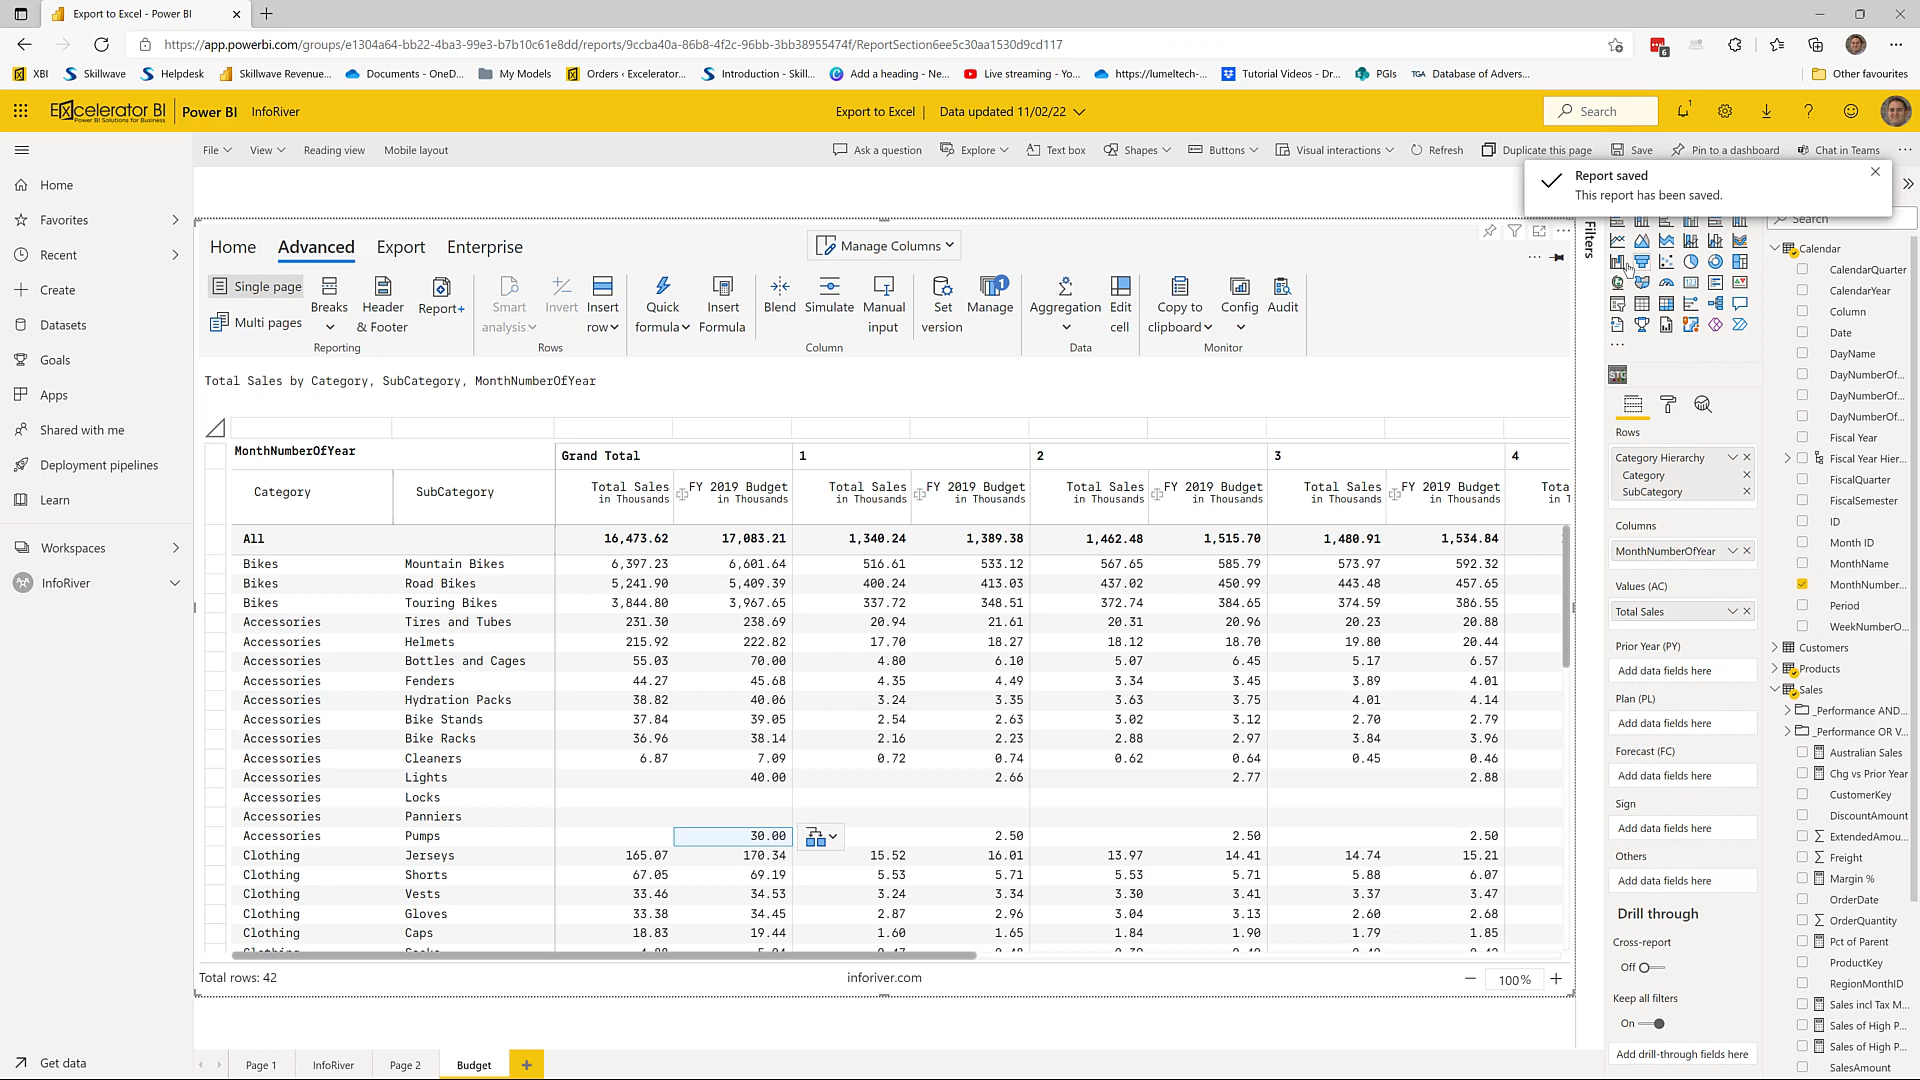 Export to Excel - Power BI
https://app.powerbi.com/groups/e1304a64-bb22-4ba3-99e3-b7b10c61e8dd/reports/9ccba40a-86b8-4f2c-96bb-3bb38955474f/ReportSection6ee5c30aa1530d9cd117
6
XBI Skillwave Helpdesk Skillwave Revenue... Documents - OneD... My Models Orders ‹ Excelerator... Introduction - Skill... Add a heading - Ne... Live streaming - Yo... https://lumeltech-... Tutorial Videos - Dr... PGIs TGA Database of Advers... Other favourites
EXcelerator BI
Power BI Solutions for Business
Power BI InfoRiver Export to Excel | Data updated 11/02/22 Search 1
File View Reading view Mobile layout Ask a question Explore Text box Shapes Buttons Visual interactions Refresh Duplicate this page Save Pin to a dashboard Chat in Teams
Report saved
This report has been saved.
Home
Favorites
Recent
Create
Datasets
Goals
Apps
Shared with me
Deployment pipelines
Learn
Workspaces
InfoRiver
Get data
Home Advanced Export Enterprise Manage Columns
Single page Breaks Header & Footer Report+ Smart analysis Invert Insert row Quick formula Insert Formula Blend Simulate Manual input Set version Manage 1 Aggregation Edit cell Copy to clipboard Config Audit
Multi pages
Reporting Rows Column Data Monitor
Total Sales by Category, SubCategory, MonthNumberOfYear
MonthNumberOfYear Grand Total 1 2 3 4
Category SubCategory Total Sales FY 2019 Budget Total Sales FY 2019 Budget Total Sales FY 2019 Budget Total Sales FY 2019 Budget Tota
in Thousands in Thousands in Thousands in Thousands in Thousands in Thousands in Thousands in Thousands in T
All 16,473.62 17,083.21 1,340.24 1,389.38 1,462.48 1,515.70 1,480.91 1,534.84
Bikes Mountain Bikes 6,397.23 6,601.64 516.61 533.12 567.65 585.79 573.97 592.32
Bikes Road Bikes 5,241.90 5,409.39 400.24 413.03 437.02 450.99 443.48 457.65
Bikes Touring Bikes 3,844.80 3,967.65 337.72 348.51 372.74 384.65 374.59 386.55
Accessories Tires and Tubes 231.30 238.69 20.94 21.61 20.31 20.96 20.23 20.88
Accessories Helmets 215.92 222.82 17.70 18.27 18.12 18.70 19.80 20.44
Accessories Bottles and Cages 55.03 70.00 4.80 6.10 5.07 6.45 5.17 6.57
Accessories Fenders 44.27 45.68 4.35 4.49 3.34 3.45 3.89 4.01
Accessories Hydration Packs 38.82 40.06 3.24 3.35 3.63 3.75 4.01 4.14
Accessories Bike Stands 37.84 39.05 2.54 2.63 3.02 3.12 2.70 2.79
Accessories Bike Racks 36.96 38.14 2.16 2.23 2.88 2.97 3.84 3.96
Accessories Cleaners 6.87 7.09 0.72 0.74 0.62 0.64 0.45 0.46
Accessories Lights 40.00 2.66 2.77 2.88
Accessories Locks
Accessories Panniers
Accessories Pumps 30.00 2.50 2.50 2.50
Clothing Jerseys 165.07 170.34 15.52 16.01 13.97 14.41 14.74 15.21
Clothing Shorts 67.05 69.19 5.53 5.71 5.53 5.71 5.88 6.07
Clothing Vests 33.46 34.53 3.24 3.34 3.30 3.41 3.37 3.47
Clothing Gloves 33.38 34.45 2.87 2.96 3.04 3.13 2.60 2.68
Clothing Caps 18.83 19.44 1.60 1.65 1.84 1.90 1.79 1.85
Total rows: 42 inforiver.com 100%
Page 1 InfoRiver Page 2 Budget
Filters
STG
Rows
Category Hierarchy
Category
SubCategory
Columns
MonthNumberOfYear
Values (AC)
Total Sales
Prior Year (PY)
Add data fields here
Plan (PL)
Add data fields here
Forecast (FC)
Add data fields here
Sign
Add data fields here
Others
Add data fields here
Drill through
Cross-report
Off
Keep all filters
On
Add drill-through fields here
Search
Calendar
CalendarQuarter
CalendarYear
Column
Date
DayName
DayNumberOf...
DayNumberOf...
DayNumberOf...
Fiscal Year
Fiscal Year Hier...
FiscalQuarter
FiscalSemester
ID
Month ID
MonthName
MonthNumber...
Period
WeekNumberO...
Customers
Products
Sales
_Performance AND...
_Performance OR V...
Australian Sales
Chg vs Prior Year
CustomerKey
DiscountAmount
ExtendedAmou...
Freight
Margin %
OrderDate
OrderQuantity
Pct of Parent
ProductKey
RegionMonthID
Sales incl Tax M...
Sales of High P...
Sales of High P...
SalesAmount